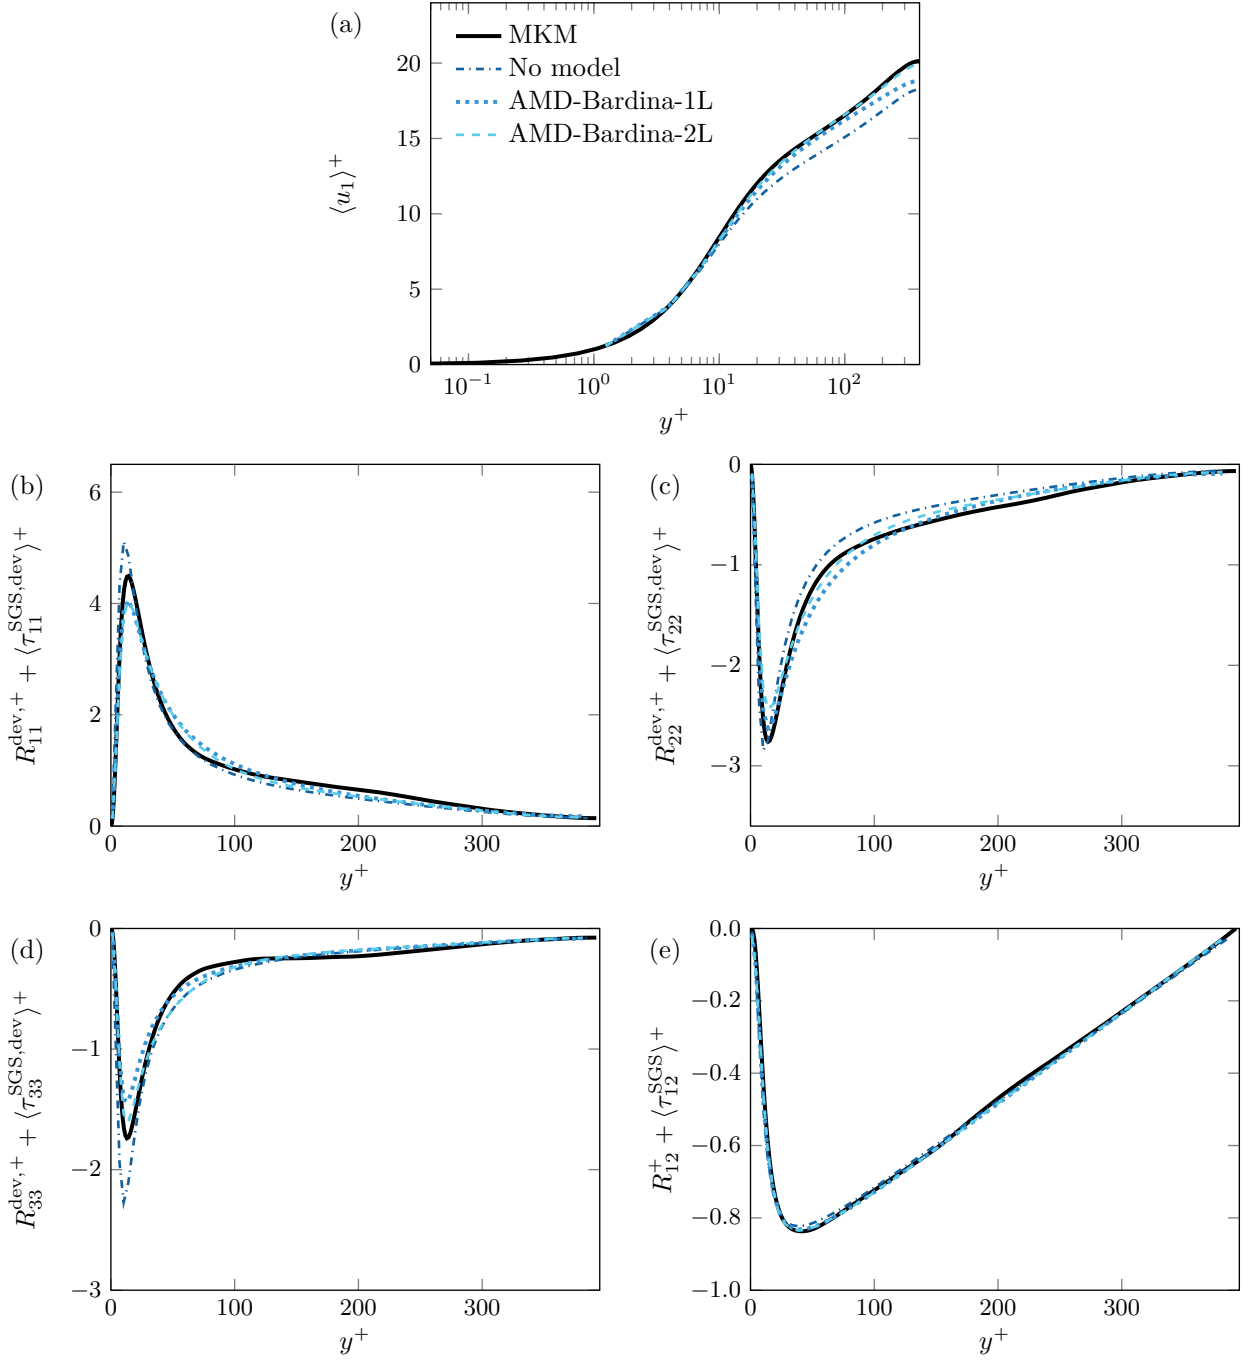 (a)
MKM
No model
AMD-Bardina-1L
AMD-Bardina-2L
20
15
10
5
0
⟨u₁⟩⁺
10⁻¹ 10⁰ 10¹ 10²
y⁺
(b)
6
4
2
0
R₁₁^{dev,+} + ⟨τ₁₁^{SGS,dev}⟩⁺
0 100 200 300
y⁺
(c)
0
−1
−2
−3
R₂₂^{dev,+} + ⟨τ₂₂^{SGS,dev}⟩⁺
0 100 200 300
y⁺
(d)
0
−1
−2
−3
R₃₃^{dev,+} + ⟨τ₃₃^{SGS,dev}⟩⁺
0 100 200 300
y⁺
(e)
0.0
−0.2
−0.4
−0.6
−0.8
−1.0
R₁₂⁺ + ⟨τ₁₂^{SGS}⟩⁺
0 100 200 300
y⁺